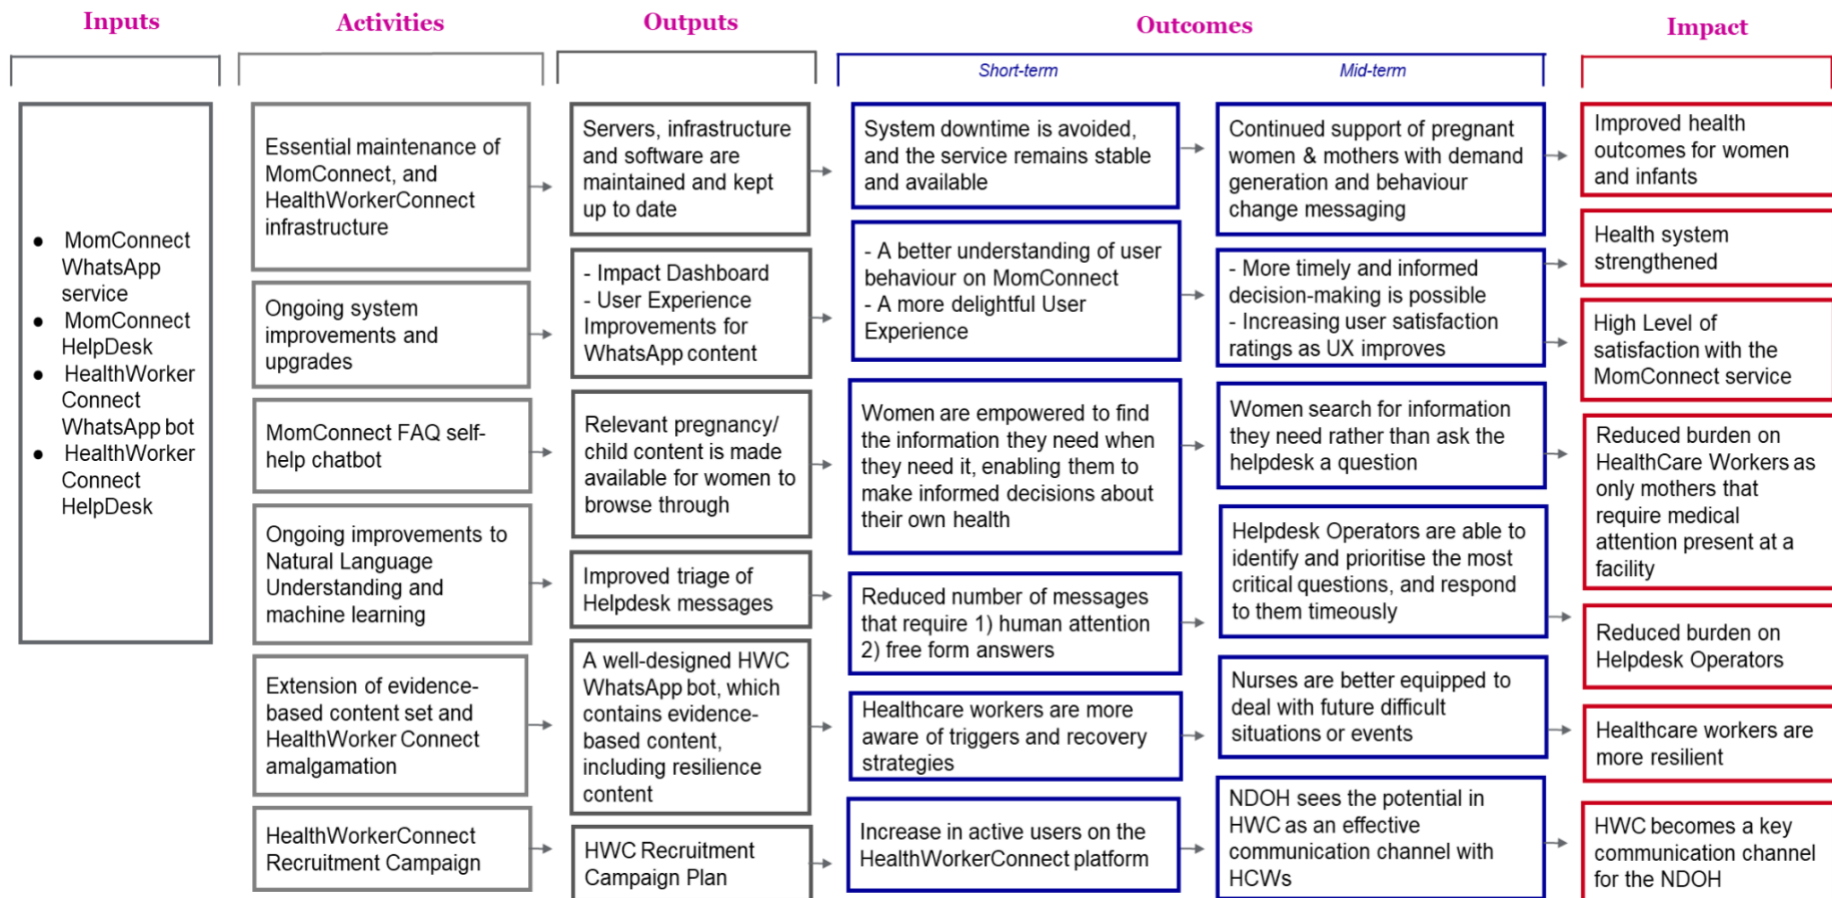 Inputs
Activities
Outputs
Outcomes
Impact
Short-term
Mid-term
● MomConnect
WhatsApp
service
● MomConnect
HelpDesk
● HealthWorker
Connect
WhatsApp bot
● HealthWorker
Connect
HelpDesk
Essential maintenance of
MomConnect, and
HealthWorkerConnect
infrastructure
Ongoing system
improvements and
upgrades
MomConnect FAQ self-
help chatbot
Ongoing improvements to
Natural Language
Understanding and
machine learning
Extension of evidence-
based content set and
HealthWorker Connect
amalgamation
HealthWorkerConnect
Recruitment Campaign
Servers, infrastructure
and software are
maintained and kept
up to date
- Impact Dashboard
- User Experience
Improvements for
WhatsApp content
Relevant pregnancy/
child content is made
available for women to
browse through
Improved triage of
Helpdesk messages
A well-designed HWC
WhatsApp bot, which
contains evidence-
based content,
including resilience
content
HWC Recruitment
Campaign Plan
System downtime is avoided,
and the service remains stable
and available
- A better understanding of user
behaviour on MomConnect
- A more delightful User
Experience
Women are empowered to find
the information they need when
they need it, enabling them to
make informed decisions about
their own health
Reduced number of messages
that require 1) human attention
2) free form answers
Healthcare workers are more
aware of triggers and recovery
strategies
Increase in active users on the
HealthWorkerConnect platform
Continued support of pregnant
women & mothers with demand
generation and behaviour
change messaging
- More timely and informed
decision-making is possible
- Increasing user satisfaction
ratings as UX improves
Women search for information
they need rather than ask the
helpdesk a question
Helpdesk Operators are able to
identify and prioritise the most
critical questions, and respond
to them timeously
Nurses are better equipped to
deal with future difficult
situations or events
NDOH sees the potential in
HWC as an effective
communication channel with
HCWs
Improved health
outcomes for women
and infants
Health system
strengthened
High Level of
satisfaction with the
MomConnect service
Reduced burden on
HealthCare Workers as
only mothers that
require medical
attention present at a
facility
Reduced burden on
Helpdesk Operators
Healthcare workers are
more resilient
HWC becomes a key
communication channel
for the NDOH